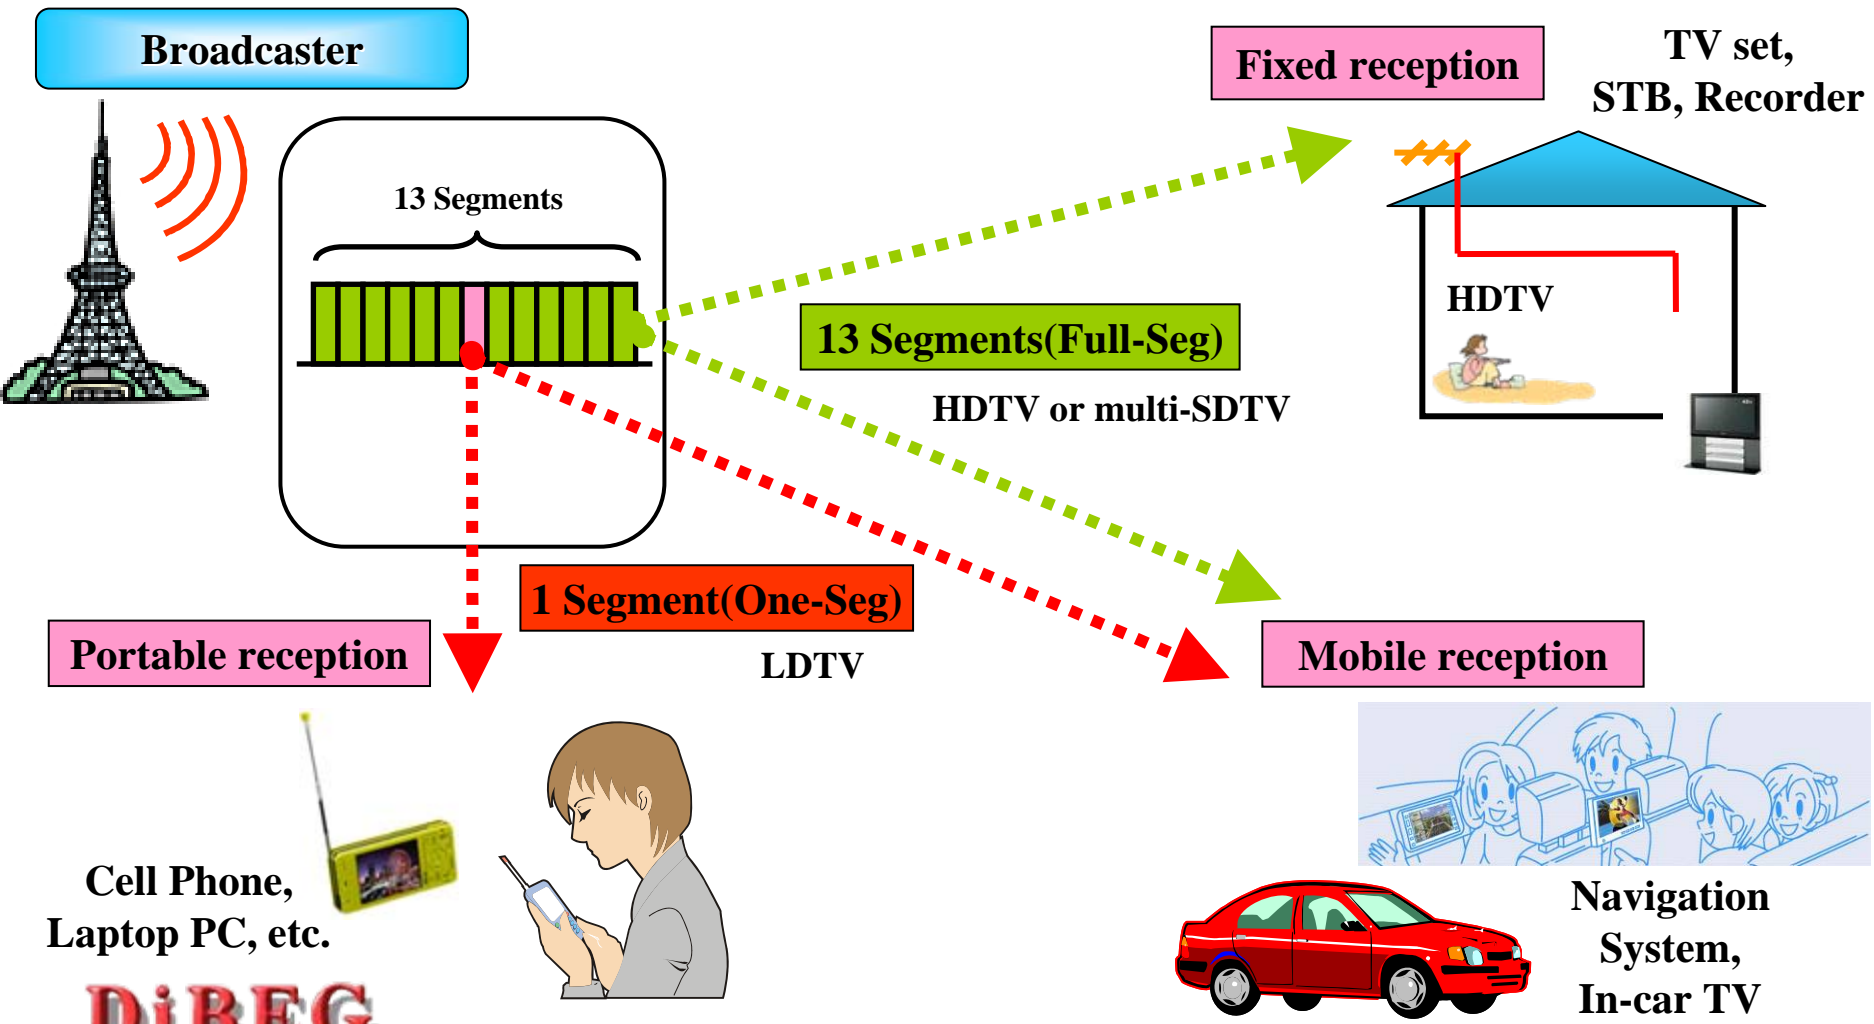 Broadcaster
13 Segments
Fixed reception
TV set,
STB, Recorder
HDTV
13 Segments(Full-Seg)
HDTV or multi-SDTV
1 Segment(One-Seg)
LDTV
Portable reception
Mobile reception
Cell Phone,
Laptop PC, etc.
Navigation
System,
In-car TV
DiBEG